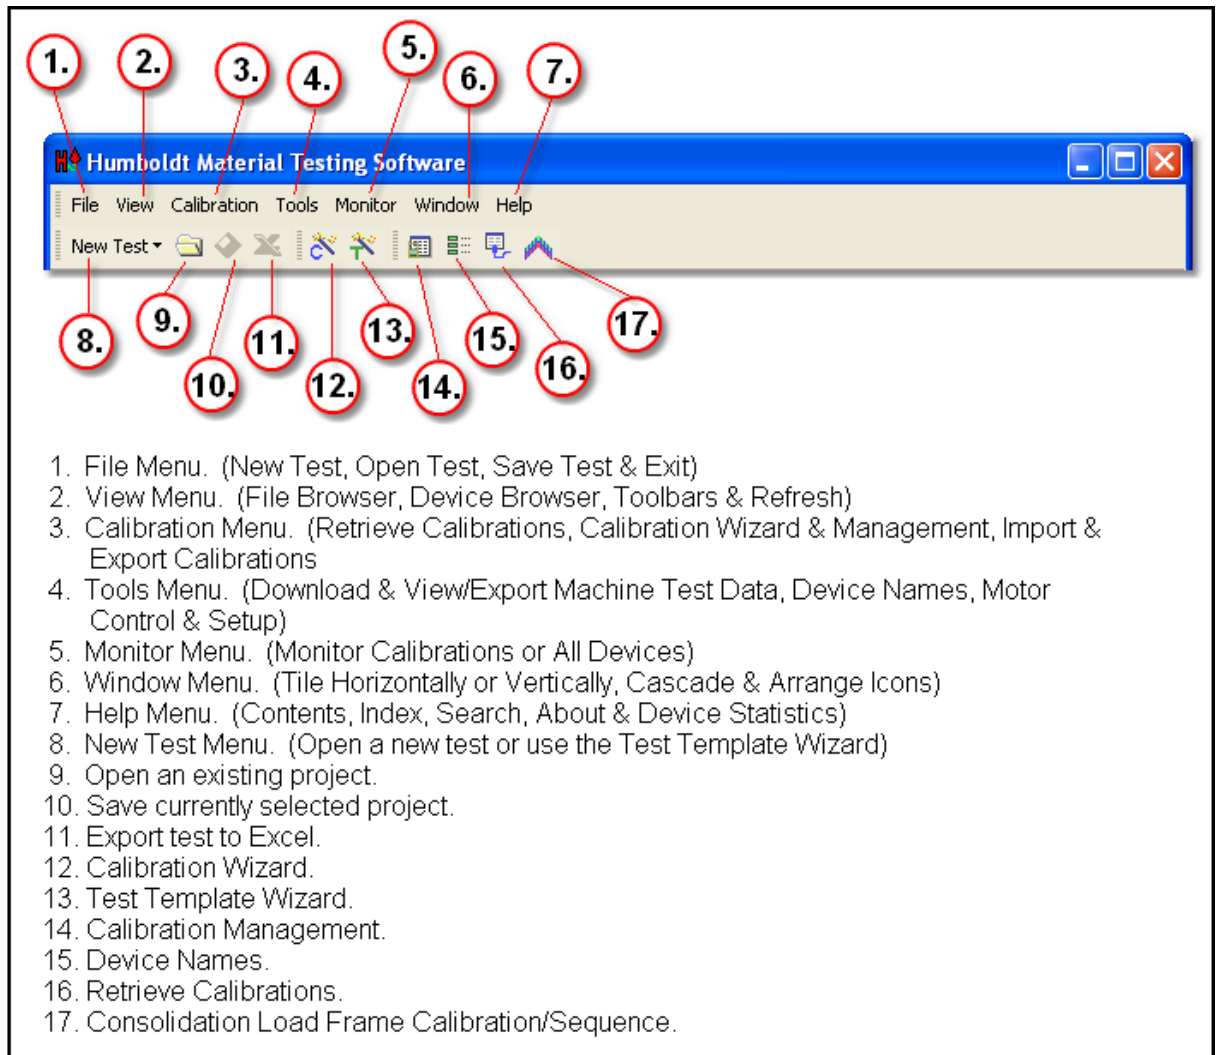 1. 2. 3. 4. 5. 6. 7.
Humboldt Material Testing Software
File View Calibration Tools Monitor Window Help
New Test
8. 9. 10. 11. 12. 13. 14. 15. 16. 17.
1. File Menu. (New Test, Open Test, Save Test & Exit)
2. View Menu. (File Browser, Device Browser, Toolbars & Refresh)
3. Calibration Menu. (Retrieve Calibrations, Calibration Wizard & Management, Import &
Export Calibrations
4. Tools Menu. (Download & View/Export Machine Test Data, Device Names, Motor
Control & Setup)
5. Monitor Menu. (Monitor Calibrations or All Devices)
6. Window Menu. (Tile Horizontally or Vertically, Cascade & Arrange Icons)
7. Help Menu. (Contents, Index, Search, About & Device Statistics)
8. New Test Menu. (Open a new test or use the Test Template Wizard)
9. Open an existing project.
10. Save currently selected project.
11. Export test to Excel.
12. Calibration Wizard.
13. Test Template Wizard.
14. Calibration Management.
15. Device Names.
16. Retrieve Calibrations.
17. Consolidation Load Frame Calibration/Sequence.